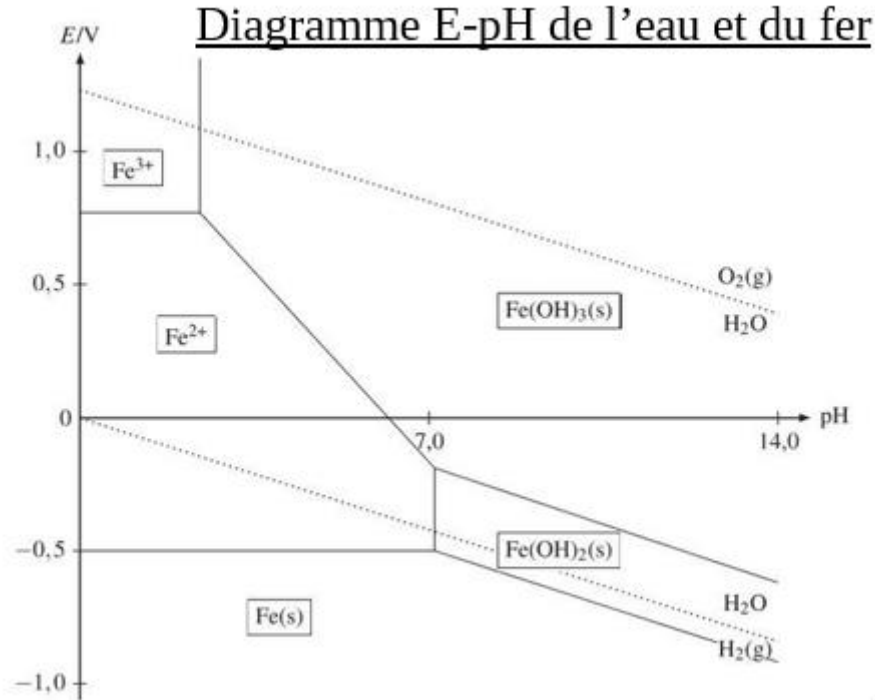 Diagramme E-pH de l'eau et du fer
E/V
1,0
Fe³⁺
0,5
O₂(g)
Fe(OH)₃(s)
H₂O
Fe²⁺
0
pH
7,0
14,0
−0,5
Fe(OH)₂(s)
H₂O
Fe(s)
H₂(g)
−1,0